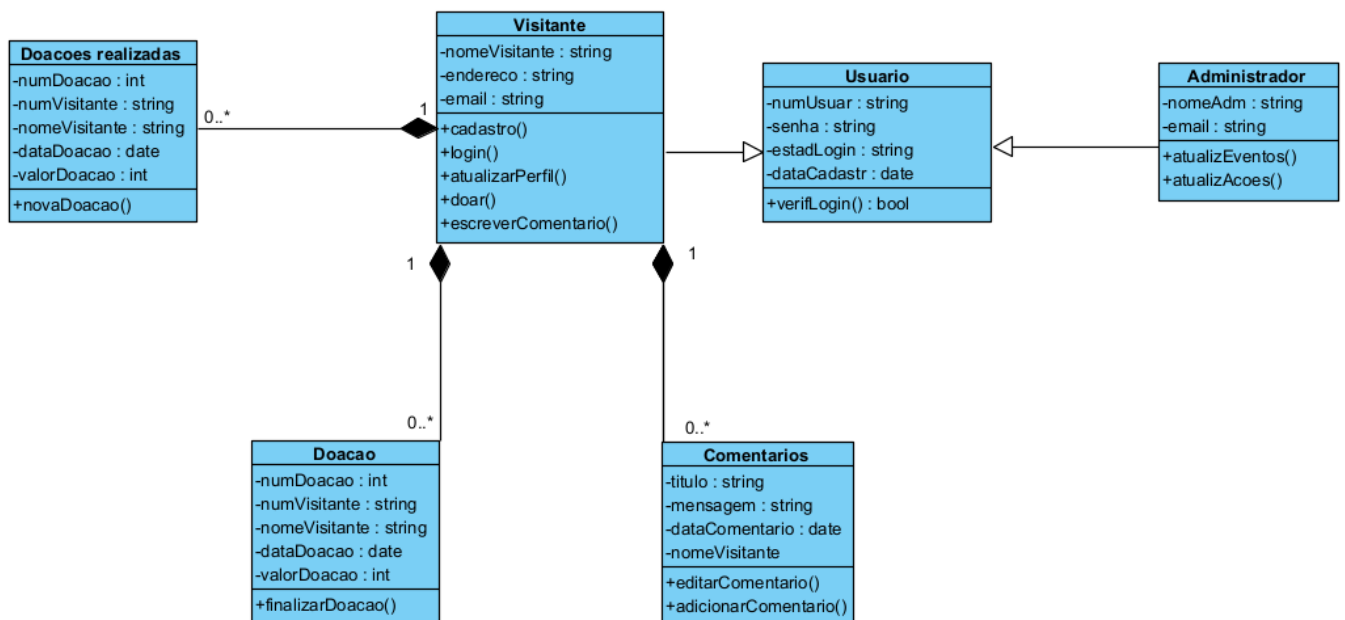 Doacoes realizadas
-numDoacao : int
-numVisitante : string
-nomeVisitante : string
-dataDoacao : date
-valorDoacao : int
+novaDoacao()
0..*
1
Visitante
-nomeVisitante : string
-endereco : string
-email : string
+cadastro()
+login()
+atualizarPerfil()
+doar()
+escreverComentario()
Usuario
-numUsuar : string
-senha : string
-estadLogin : string
-dataCadastr : date
+verifLogin() : bool
Administrador
-nomeAdm : string
-email : string
+atualizEventos()
+atualizAcoes()
1
1
0..*
0..*
Doacao
-numDoacao : int
-numVisitante : string
-nomeVisitante : string
-dataDoacao : date
-valorDoacao : int
+finalizarDoacao()
Comentarios
-titulo : string
-mensagem : string
-dataComentario : date
-nomeVisitante
+editarComentario()
+adicionarComentario()